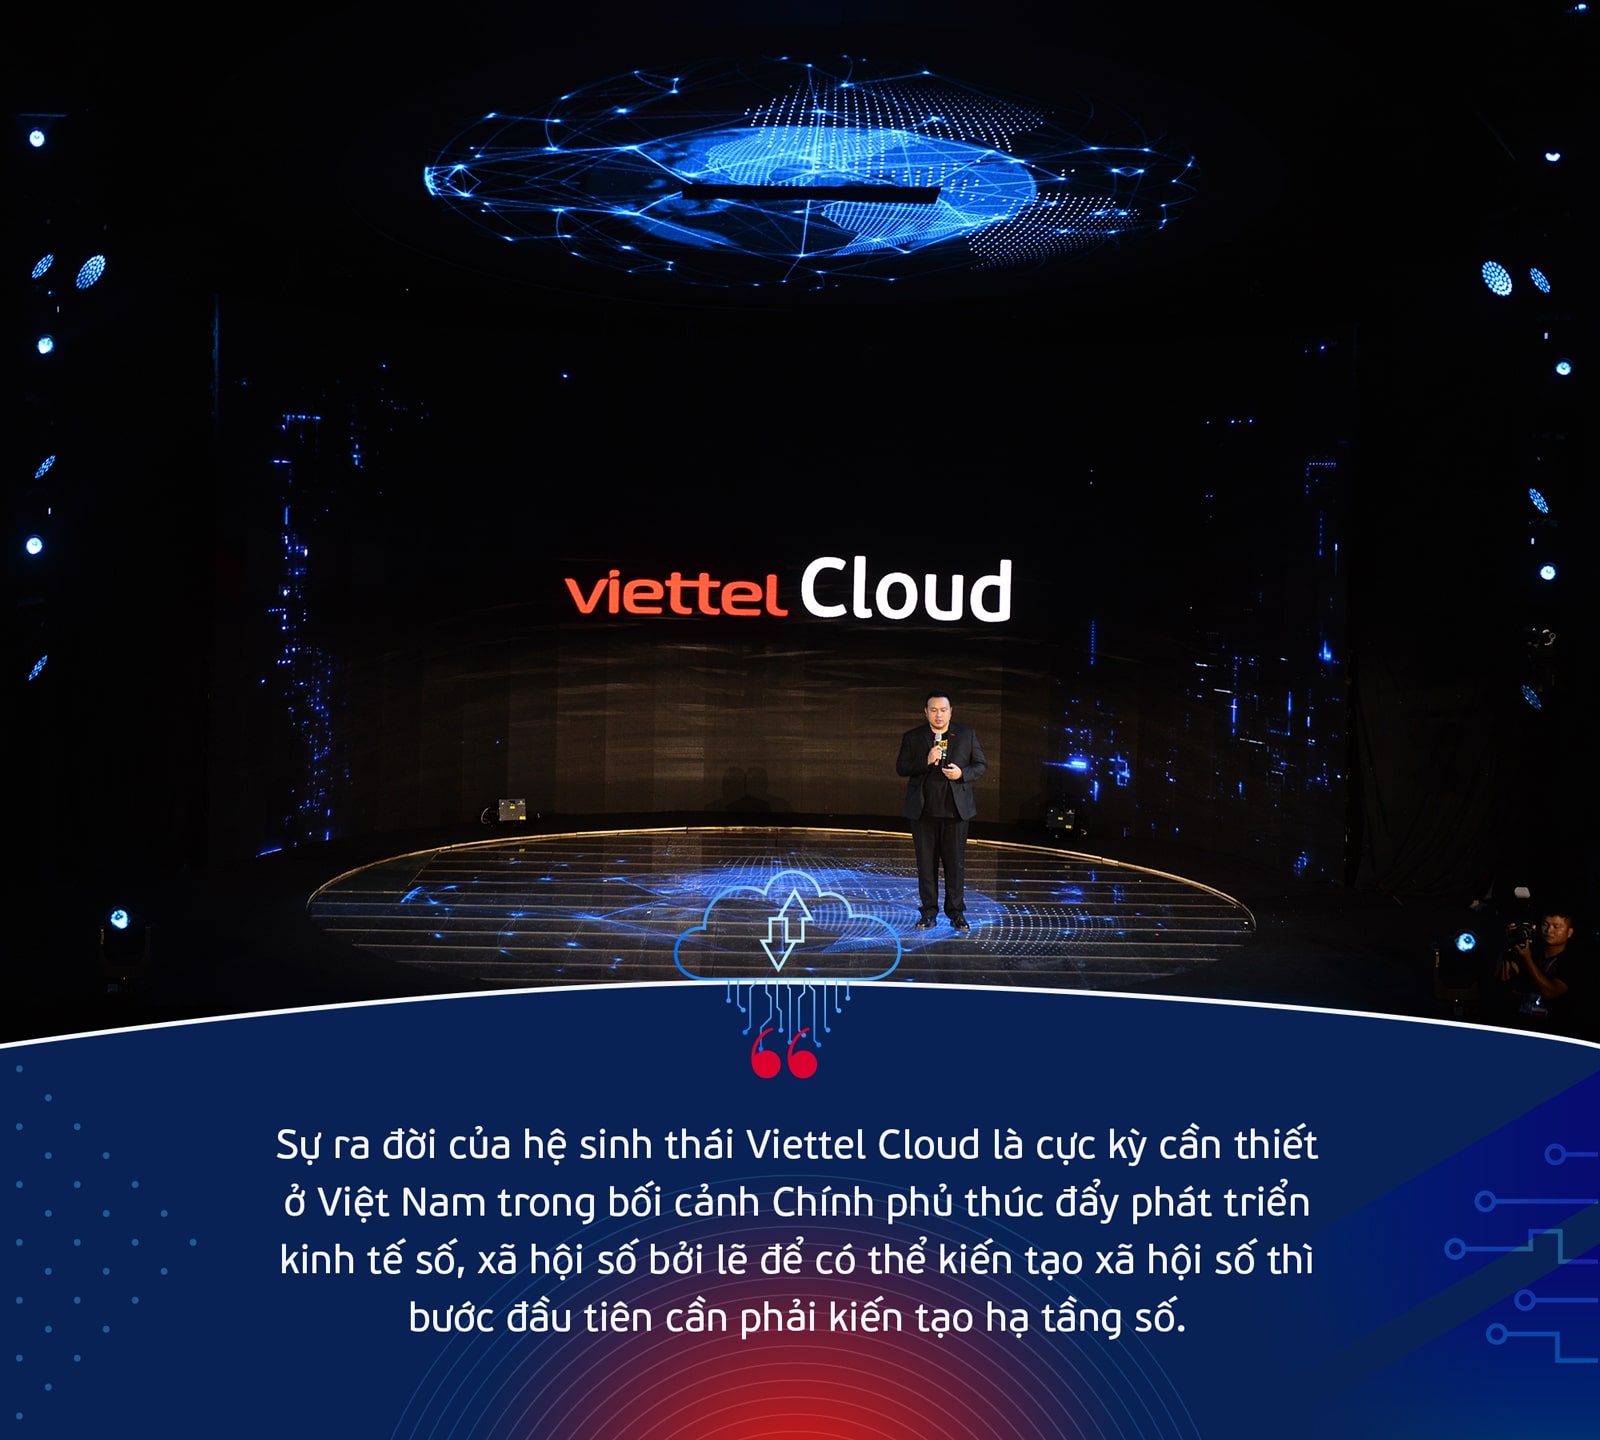 viettel Cloud
“
Sự ra đời của hệ sinh thái Viettel Cloud là cực kỳ cần thiết
ở Việt Nam trong bối cảnh Chính phủ thúc đẩy phát triển
kinh tế số, xã hội số bởi lẽ để có thể kiến tạo xã hội số thì
bước đầu tiên cần phải kiến tạo hạ tầng số.